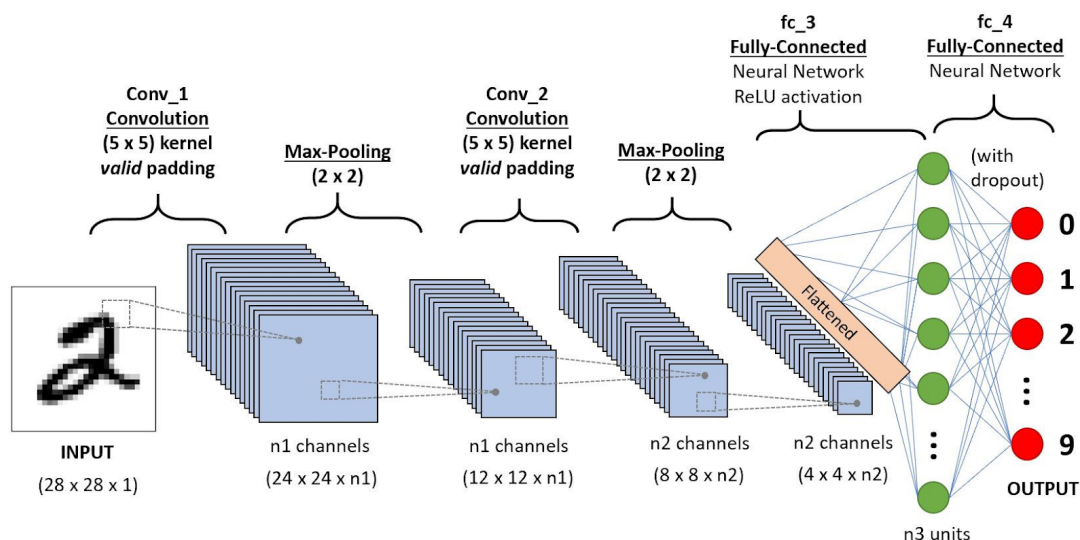 fc_3
Fully-Connected
Neural Network
ReLU activation
fc_4
Fully-Connected
Neural Network
Conv_1
Convolution
(5 x 5) kernel
valid padding
Max-Pooling
(2 x 2)
Conv_2
Convolution
(5 x 5) kernel
valid padding
Max-Pooling
(2 x 2)
(with
dropout)
Flattened
0
1
2
9
INPUT
(28 x 28 x 1)
n1 channels
(24 x 24 x n1)
n1 channels
(12 x 12 x n1)
n2 channels
(8 x 8 x n2)
n2 channels
(4 x 4 x n2)
OUTPUT
n3 units
2